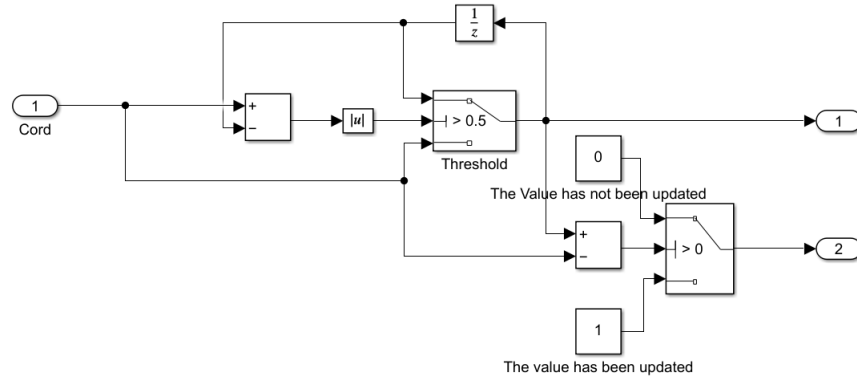 1
z
1
Cord
+
−
|u|
> 0.5
Threshold
1
0
The Value has not been updated
+
−
> 0
2
1
The value has been updated